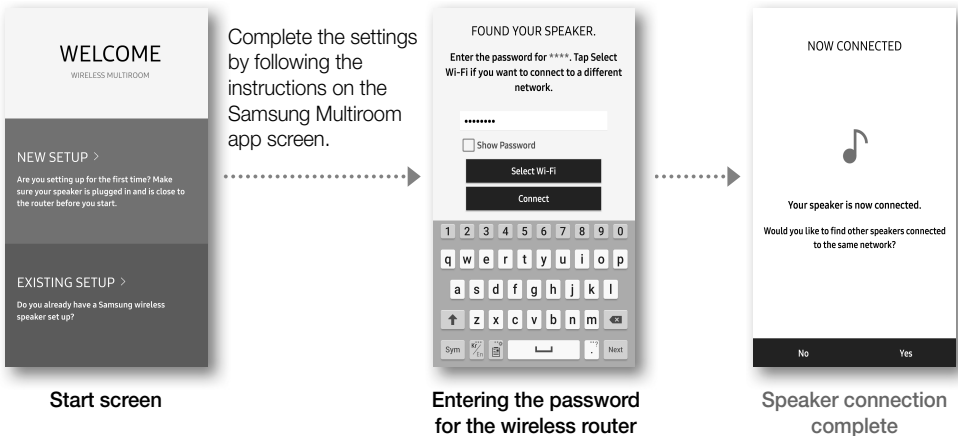 WELCOME
WIRELESS MULTIROOM
NEW SETUP >
Are you setting up for the first time? Make
sure your speaker is plugged in and is close to
the router before you start.
EXISTING SETUP >
Do you already have a Samsung wireless
speaker set up?
Start screen
Complete the settings
by following the
instructions on the
Samsung Multiroom
app screen.
FOUND YOUR SPEAKER.
Enter the password for ****. Tap Select
Wi-Fi if you want to connect to a different
network.
••••••••
Show Password
Select Wi-Fi
Connect
1 2 3 4 5 6 7 8 9 0
q w e r t y u i o p
a s d f g h j k l
z x c v b n m
Sym En . Next
Entering the password
for the wireless router
NOW CONNECTED
Your speaker is now connected.
Would you like to find other speakers connected
to the same network?
No Yes
Speaker connection
complete